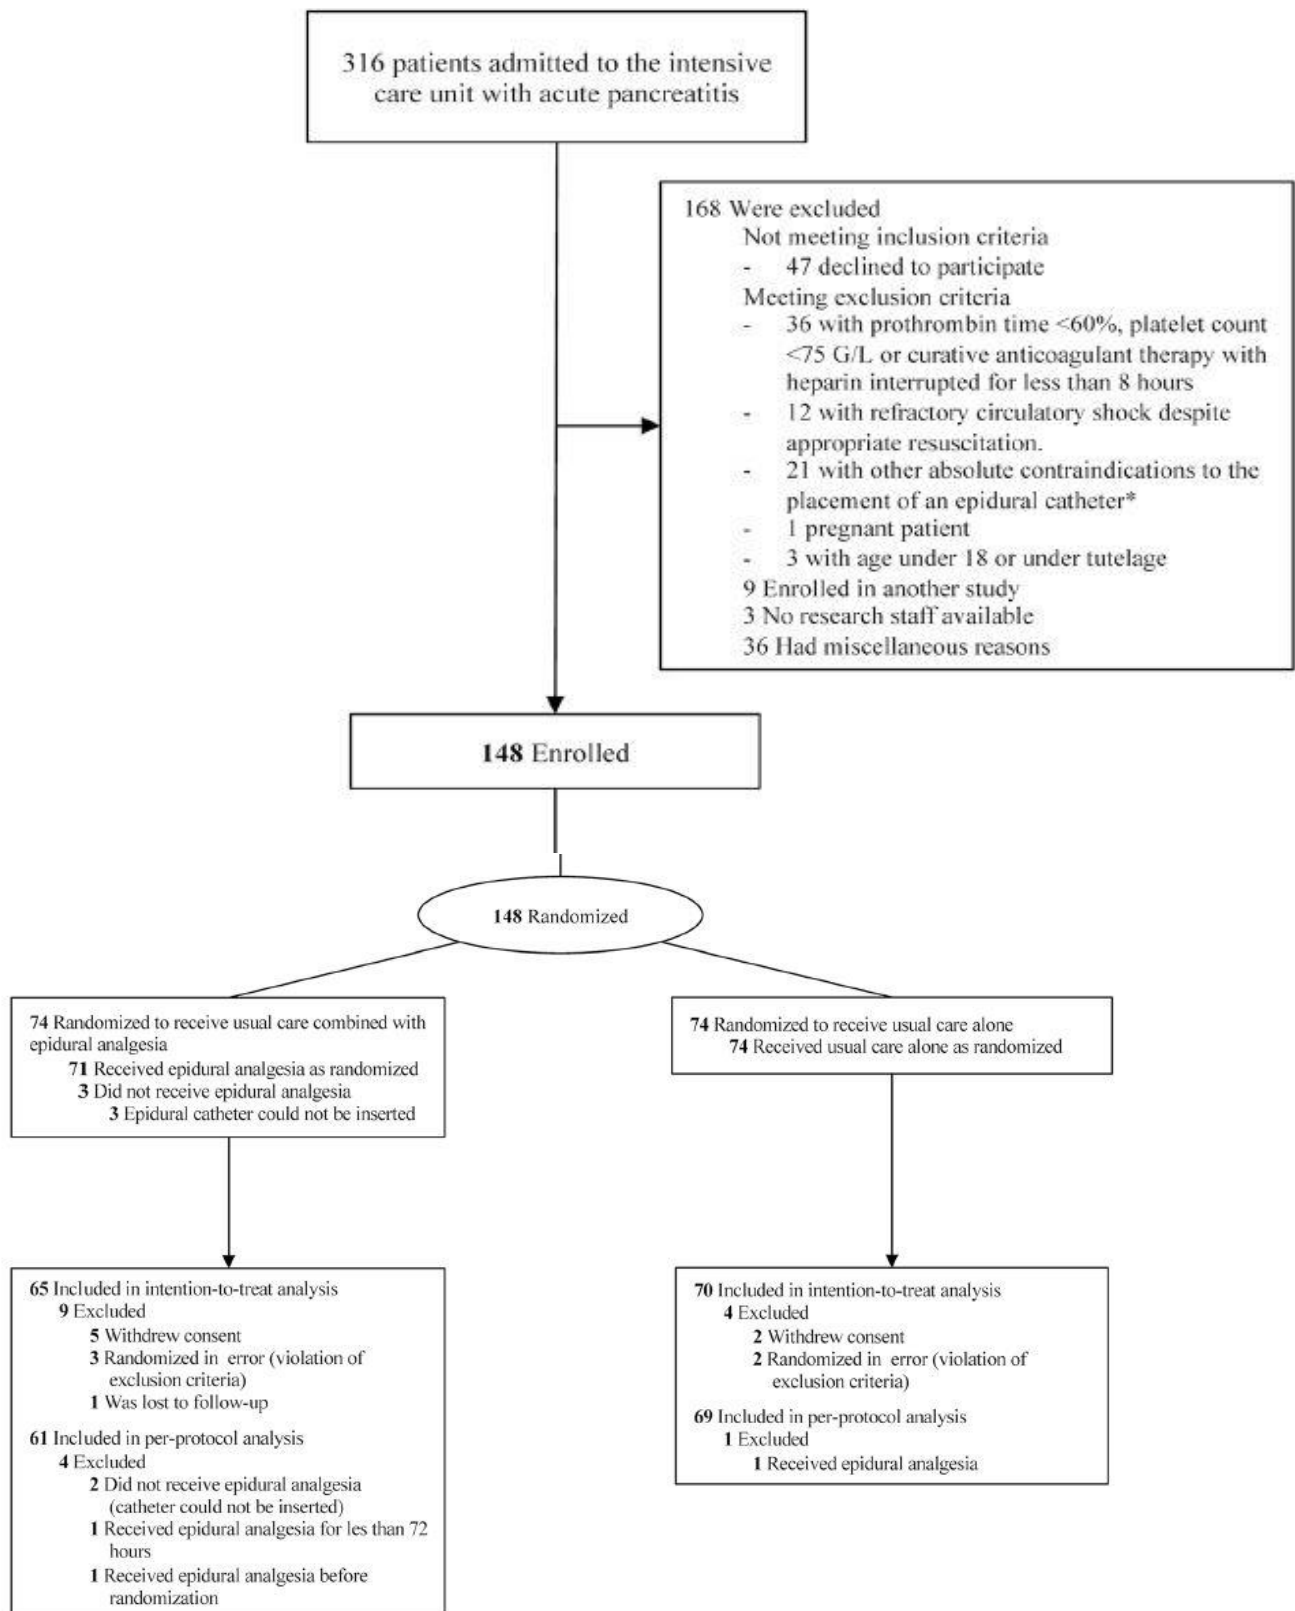 316 patients admitted to the intensive
care unit with acute pancreatitis
168 Were excluded
Not meeting inclusion criteria
- 47 declined to participate
Meeting exclusion criteria
- 36 with prothrombin time <60%, platelet count
<75 G/L or curative anticoagulant therapy with
heparin interrupted for less than 8 hours
- 12 with refractory circulatory shock despite
appropriate resuscitation.
- 21 with other absolute contraindications to the
placement of an epidural catheter*
- 1 pregnant patient
- 3 with age under 18 or under tutelage
9 Enrolled in another study
3 No research staff available
36 Had miscellaneous reasons
148 Enrolled
148 Randomized
74 Randomized to receive usual care combined with
epidural analgesia
71 Received epidural analgesia as randomized
3 Did not receive epidural analgesia
3 Epidural catheter could not be inserted
74 Randomized to receive usual care alone
74 Received usual care alone as randomized
65 Included in intention-to-treat analysis
9 Excluded
5 Withdrew consent
3 Randomized in error (violation of
exclusion criteria)
1 Was lost to follow-up
61 Included in per-protocol analysis
4 Excluded
2 Did not receive epidural analgesia
(catheter could not be inserted)
1 Received epidural analgesia for les than 72
hours
1 Received epidural analgesia before
randomization
70 Included in intention-to-treat analysis
4 Excluded
2 Withdrew consent
2 Randomized in error (violation of
exclusion criteria)
69 Included in per-protocol analysis
1 Excluded
1 Received epidural analgesia